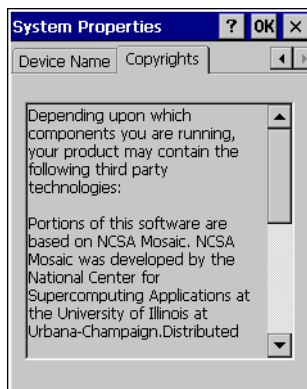 System Properties ? OK ×
Device Name Copyrights
Depending upon which
components you are running,
your product may contain the
following third party
technologies:
Portions of this software are
based on NCSA Mosaic. NCSA
Mosaic was developed by the
National Center for
Supercomputing Applications at
the University of Illinois at
Urbana-Champaign.Distributed